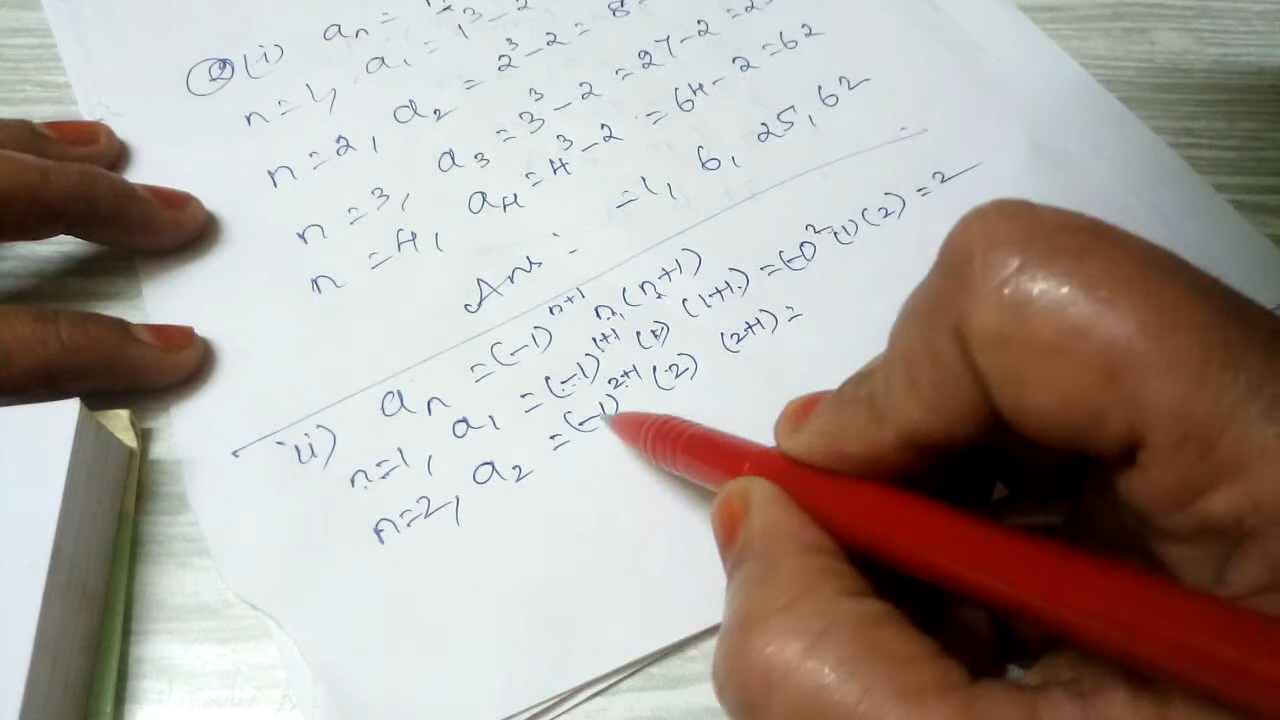 ② (i) aₙ = n³ - 2
n=1, a₁ = 1³ - 2
n=2, a₂ = 2³ - 2 = 8
n=3, a₃ = 3³ - 2 = 27 - 2 = 2
n=4, a₄ = 4³ - 2 = 64 - 2 = 62
Ans:- = 1, 6, 25, 62
ii) aₙ = (-1)ⁿ⁺¹ n (n+1)
n=1, a₁ = (-1)¹⁺¹ (1) (1+1) = (-1)² (1) (2) = 2
n=2, a₂ = (-1)²⁺¹ (2) (2+1) =